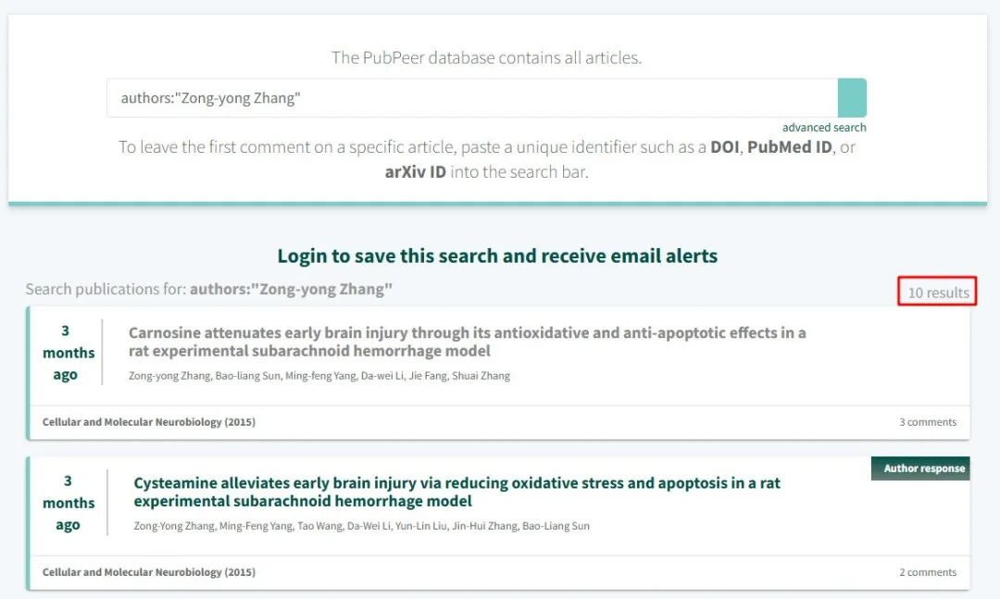 The PubPeer database contains all articles.
authors:"Zong-yong Zhang"
advanced search
To leave the first comment on a specific article, paste a unique identifier such as a DOI, PubMed ID, or
arXiv ID into the search bar.
Login to save this search and receive email alerts
Search publications for: authors:"Zong-yong Zhang"
10 results
3
months
ago
Carnosine attenuates early brain injury through its antioxidative and anti-apoptotic effects in a
rat experimental subarachnoid hemorrhage model
Zong-yong Zhang, Bao-liang Sun, Ming-feng Yang, Da-wei Li, Jie Fang, Shuai Zhang
Cellular and Molecular Neurobiology (2015)
3 comments
3
months
ago
Cysteamine alleviates early brain injury via reducing oxidative stress and apoptosis in a rat
experimental subarachnoid hemorrhage model
Author response
Zong-Yong Zhang, Ming-Feng Yang, Tao Wang, Da-Wei Li, Yun-Lin Liu, Jin-Hui Zhang, Bao-Liang Sun
Cellular and Molecular Neurobiology (2015)
2 comments